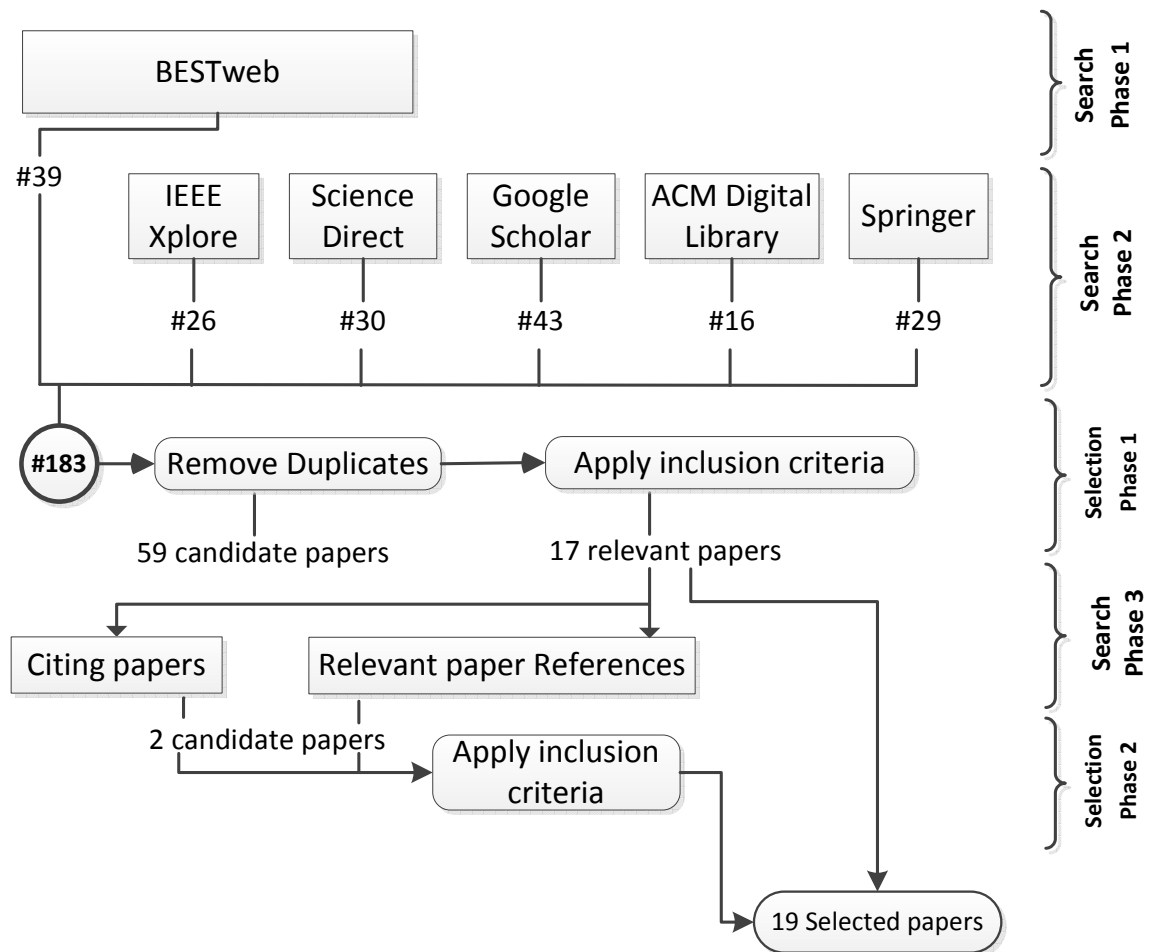 BESTweb
Search
Phase 1
#39
IEEE
Xplore
Science
Direct
Google
Scholar
ACM Digital
Library
Springer
Search
Phase 2
#26
#30
#43
#16
#29
#183
Remove Duplicates
Apply inclusion criteria
Selection
Phase 1
59 candidate papers
17 relevant papers
Citing papers
Relevant paper References
Search
Phase 3
2 candidate papers
Apply inclusion
criteria
Selection
Phase 2
19 Selected papers